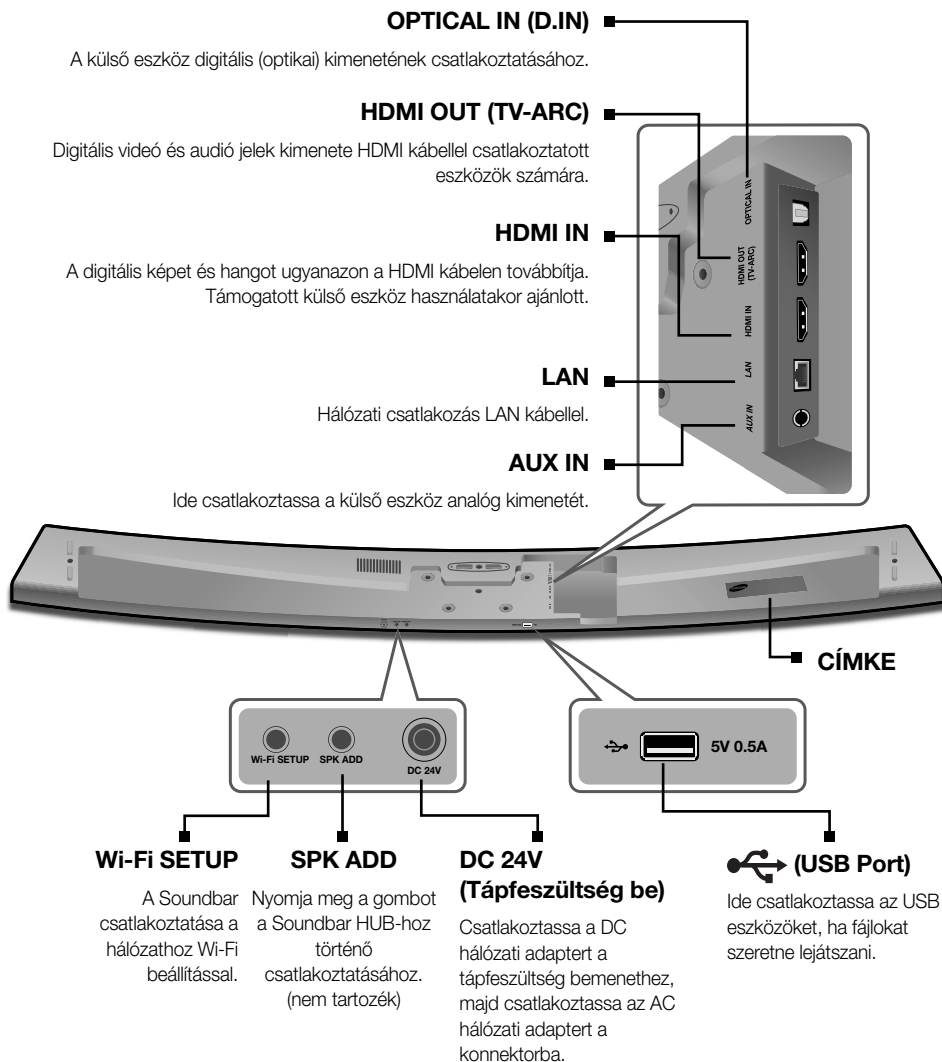 OPTICAL IN (D.IN)
A külső eszköz digitális (optikai) kimenetének csatlakoztatásához.
HDMI OUT (TV-ARC)
Digitális videó és audió jelek kimenete HDMI kábellel csatlakoztatott
eszközök számára.
HDMI IN
A digitális képet és hangot ugyanazon a HDMI kábelen továbbítja.
Támogatott külső eszköz használatakor ajánlott.
LAN
Hálózati csatlakozás LAN kábellel.
AUX IN
Ide csatlakoztassa a külső eszköz analóg kimenetét.
OPTICAL IN
HDMI OUT
(TV-ARC)
HDMI IN
LAN
AUX IN
CÍMKE
Wi-Fi SETUP
SPK ADD
DC 24V
5V 0.5A
Wi-Fi SETUP
A Soundbar
csatlakoztatása a
hálózathoz Wi-Fi
beállítással.
SPK ADD
Nyomja meg a gombot
a Soundbar HUB-hoz
történő
csatlakoztatásához.
(nem tartozék)
DC 24V
(Tápfeszültség be)
Csatlakoztassa a DC
hálózati adaptert a
tápfeszültség bemenethez,
majd csatlakoztassa az AC
hálózati adaptert a
konnektorba.
(USB Port)
Ide csatlakoztassa az USB
eszközöket, ha fájlokat
szeretne lejátszani.